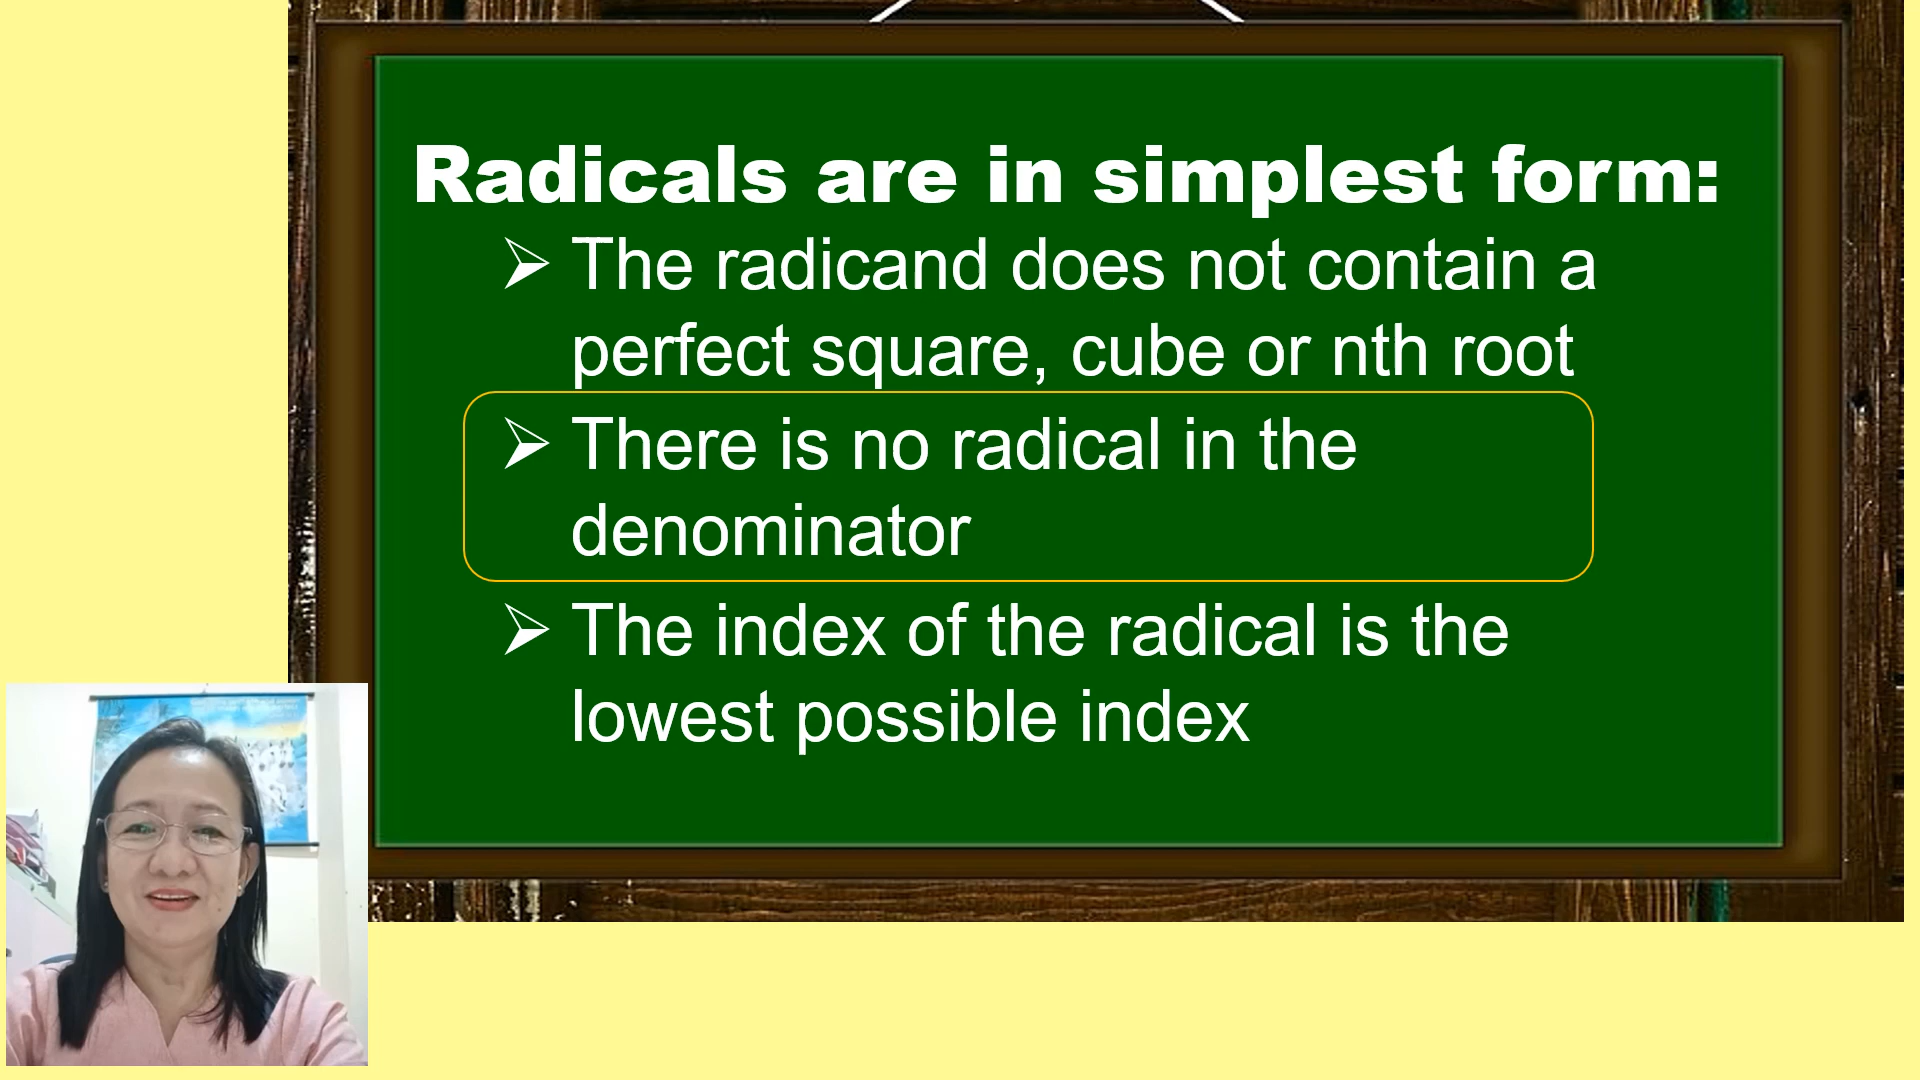 Radicals are in simplest form:
➢ The radicand does not contain a
perfect square, cube or nth root
➢ There is no radical in the
denominator
➢ The index of the radical is the
lowest possible index